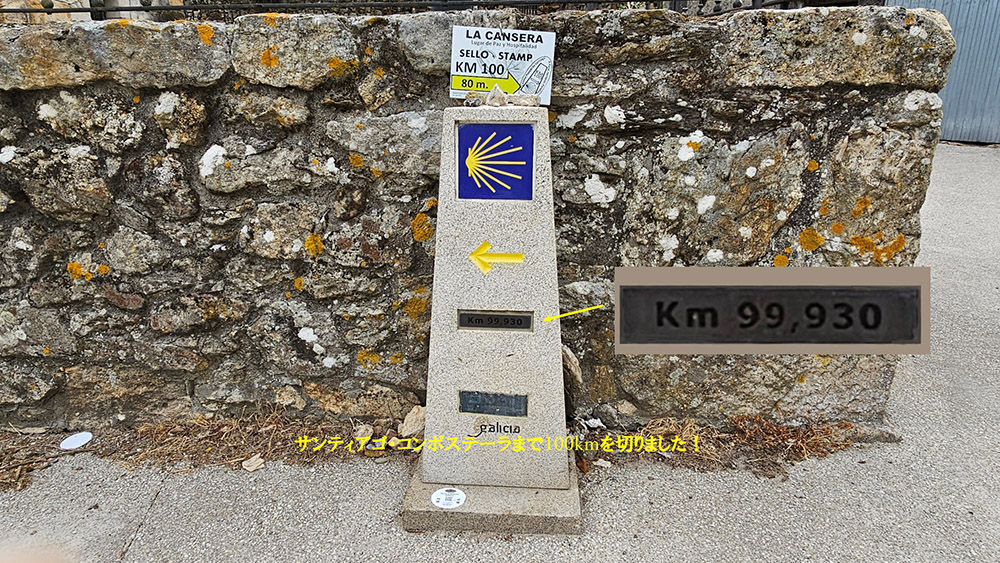 LA CANSERA
Lugar de Paz y Hospitalidad
SELLO - STAMP
KM 100
80 m.
Km 99,930
Km 99,930
galicia
サンティアゴ・コンポステーラまで100kmを切りました！